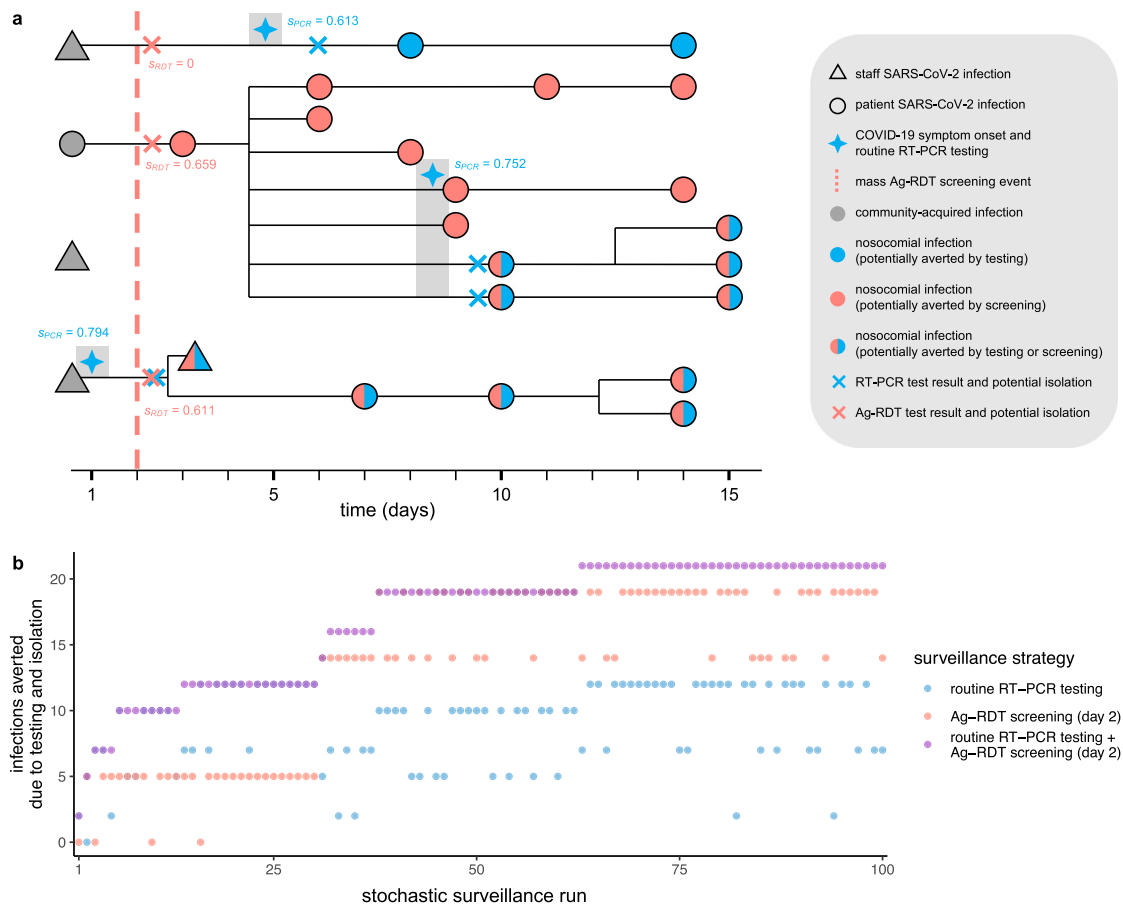 a
s_PCR = 0.613
s_RDT = 0
s_RDT = 0.659
s_PCR = 0.752
s_PCR = 0.794
s_RDT = 0.611
1
5
10
15
time (days)
staff SARS-CoV-2 infection
patient SARS-CoV-2 infection
COVID-19 symptom onset and
routine RT-PCR testing
mass Ag-RDT screening event
community-acquired infection
nosocomial infection
(potentially averted by testing)
nosocomial infection
(potentially averted by screening)
nosocomial infection
(potentially averted by testing or screening)
RT-PCR test result and potential isolation
Ag-RDT test result and potential isolation
b
infections averted
due to testing and isolation
20
15
10
5
0
1
25
50
75
100
stochastic surveillance run
surveillance strategy
routine RT−PCR testing
Ag−RDT screening (day 2)
routine RT−PCR testing +
Ag−RDT screening (day 2)